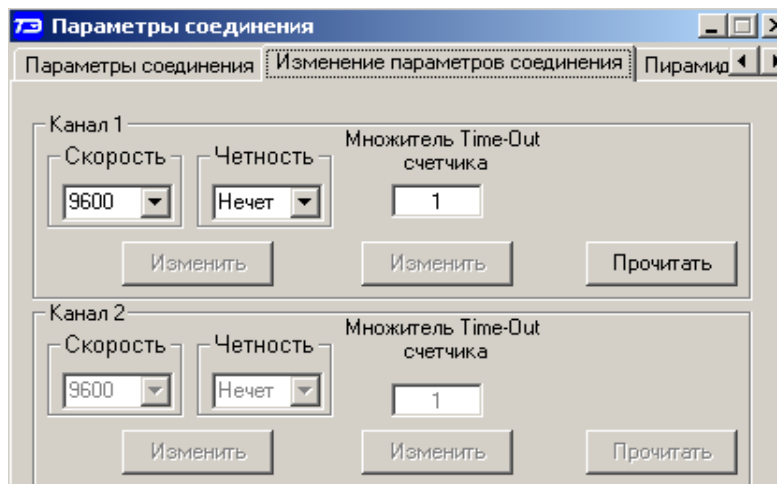 ТЭ Параметры соединения
Параметры соединения Изменение параметров соединения Пирамид
Канал 1
Скорость Четность Множитель Time-Out
счетчика
9600 Нечет 1
Изменить Изменить Прочитать
Канал 2
Скорость Четность Множитель Time-Out
счетчика
9600 Нечет 1
Изменить Изменить Прочитать